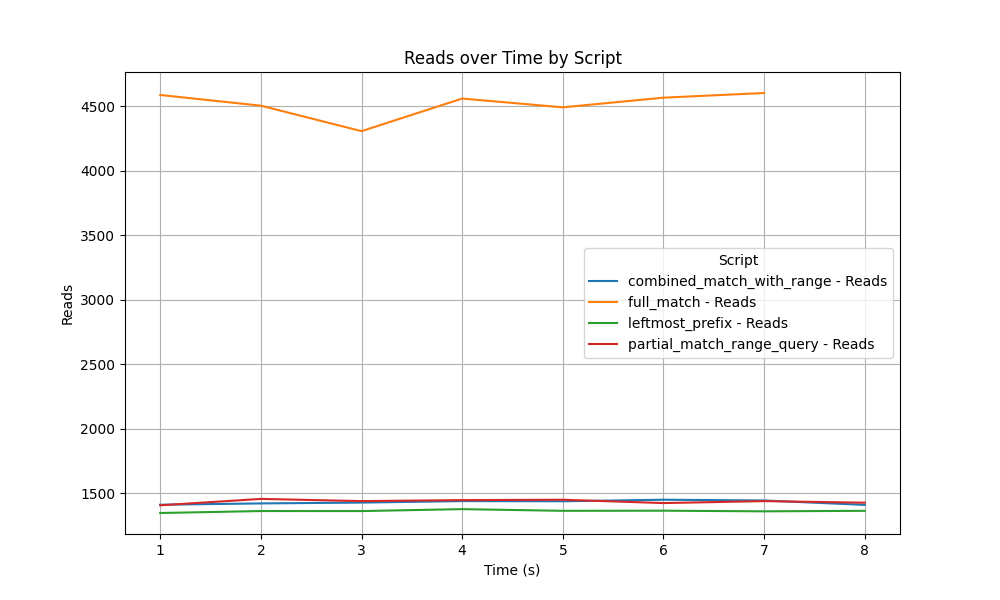 Reads over Time by Script
Reads
4500
4000
3500
3000
2500
2000
1500
Script
combined_match_with_range - Reads
full_match - Reads
leftmost_prefix - Reads
partial_match_range_query - Reads
1 2 3 4 5 6 7 8
Time (s)